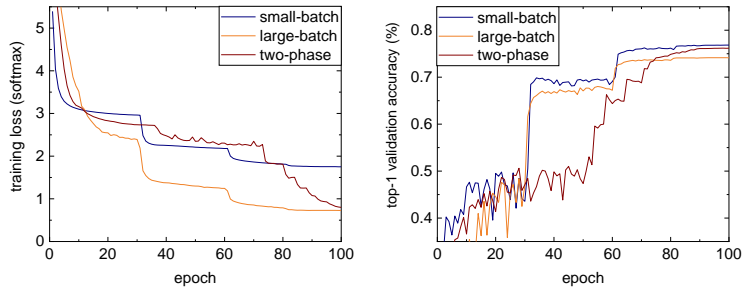 small-batch
large-batch
two-phase
5
4
3
2
1
0
0 20 40 60 80 100
training loss (softmax)
epoch
small-batch
large-batch
two-phase
0.8
0.7
0.6
0.5
0.4
0 20 40 60 80 100
top-1 validation accuracy (%)
epoch